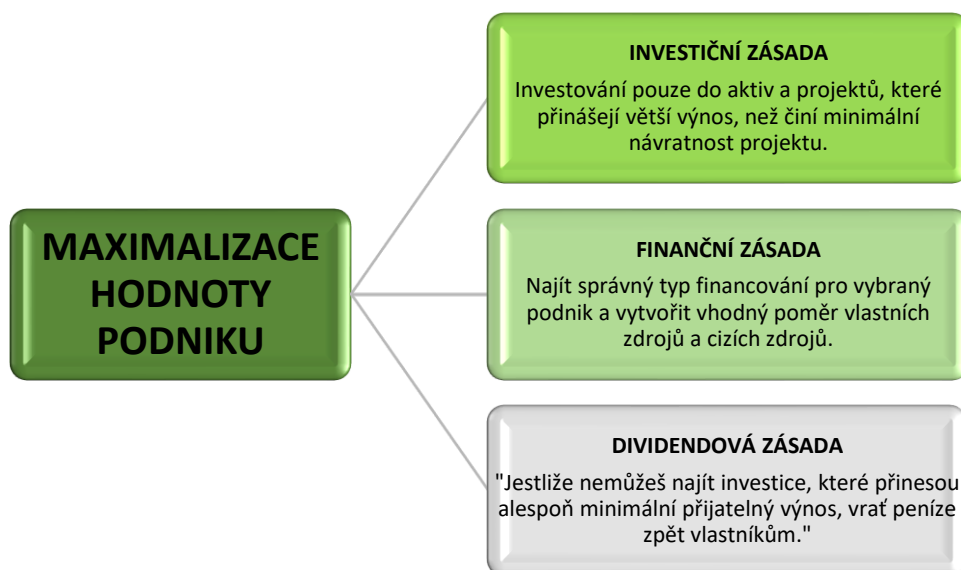 MAXIMALIZACE
HODNOTY
PODNIKU
INVESTIČNÍ ZÁSADA
Investování pouze do aktiv a projektů, které
přinášejí větší výnos, než činí minimální
návratnost projektu.
FINANČNÍ ZÁSADA
Najít správný typ financování pro vybraný
podnik a vytvořit vhodný poměr vlastních
zdrojů a cizích zdrojů.
DIVIDENDOVÁ ZÁSADA
"Jestliže nemůžeš najít investice, které přinesou
alespoň minimální přijatelný výnos, vrať peníze
zpět vlastníkům."